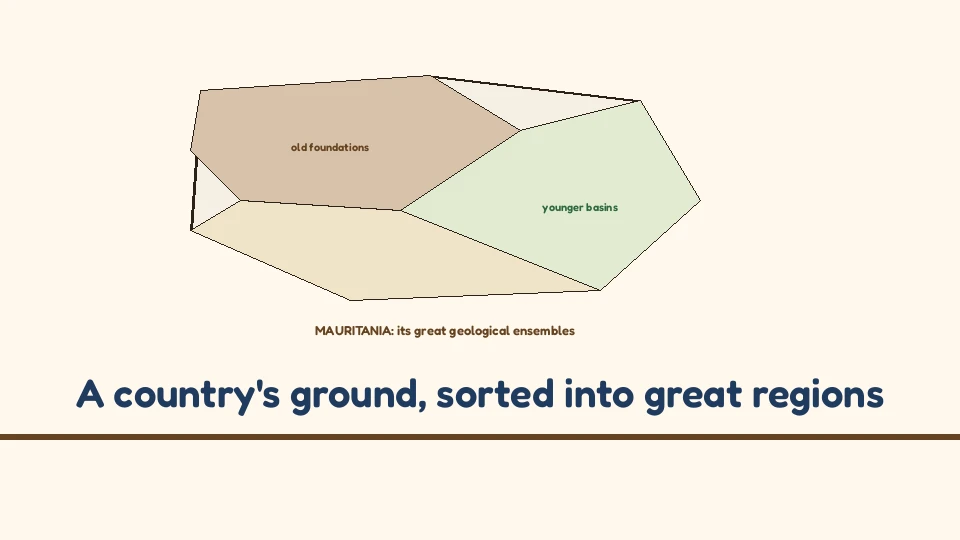 old foundations
younger basins
MAURITANIA: its great geological ensembles
A country's ground, sorted into great regions